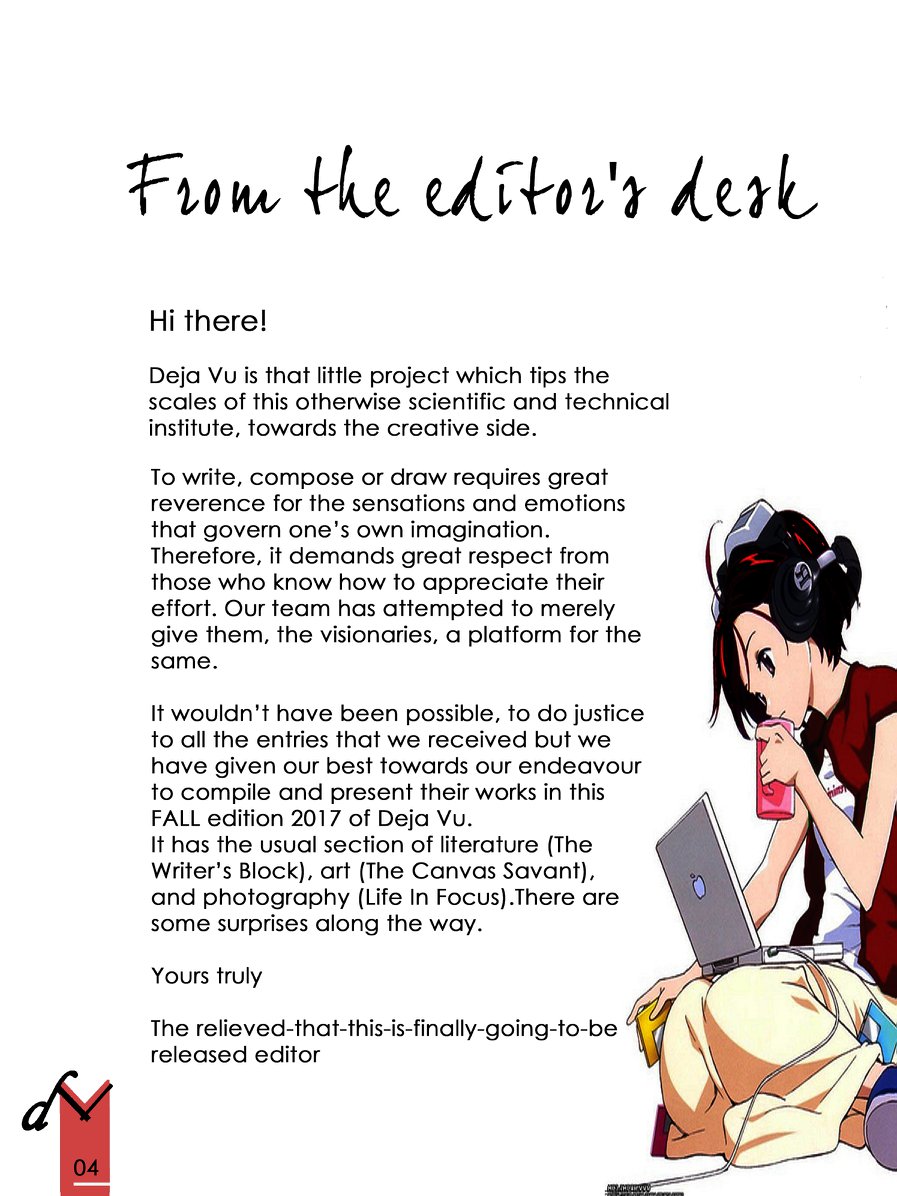 From the editor's desk
Hi there!
Deja Vu is that little project which tips the
scales of this otherwise scientific and technical
institute, towards the creative side.
To write, compose or draw requires great
reverence for the sensations and emotions
that govern one’s own imagination.
Therefore, it demands great respect from
those who know how to appreciate their
effort. Our team has attempted to merely
give them, the visionaries, a platform for the
same.
It wouldn’t have been possible, to do justice
to all the entries that we received but we
have given our best towards our endeavour
to compile and present their works in this
FALL edition 2017 of Deja Vu.
It has the usual section of literature (The
Writer’s Block), art (The Canvas Savant),
and photography (Life In Focus).There are
some surprises along the way.
Yours truly
The relieved-that-this-is-finally-going-to-be
released editor
dv
04